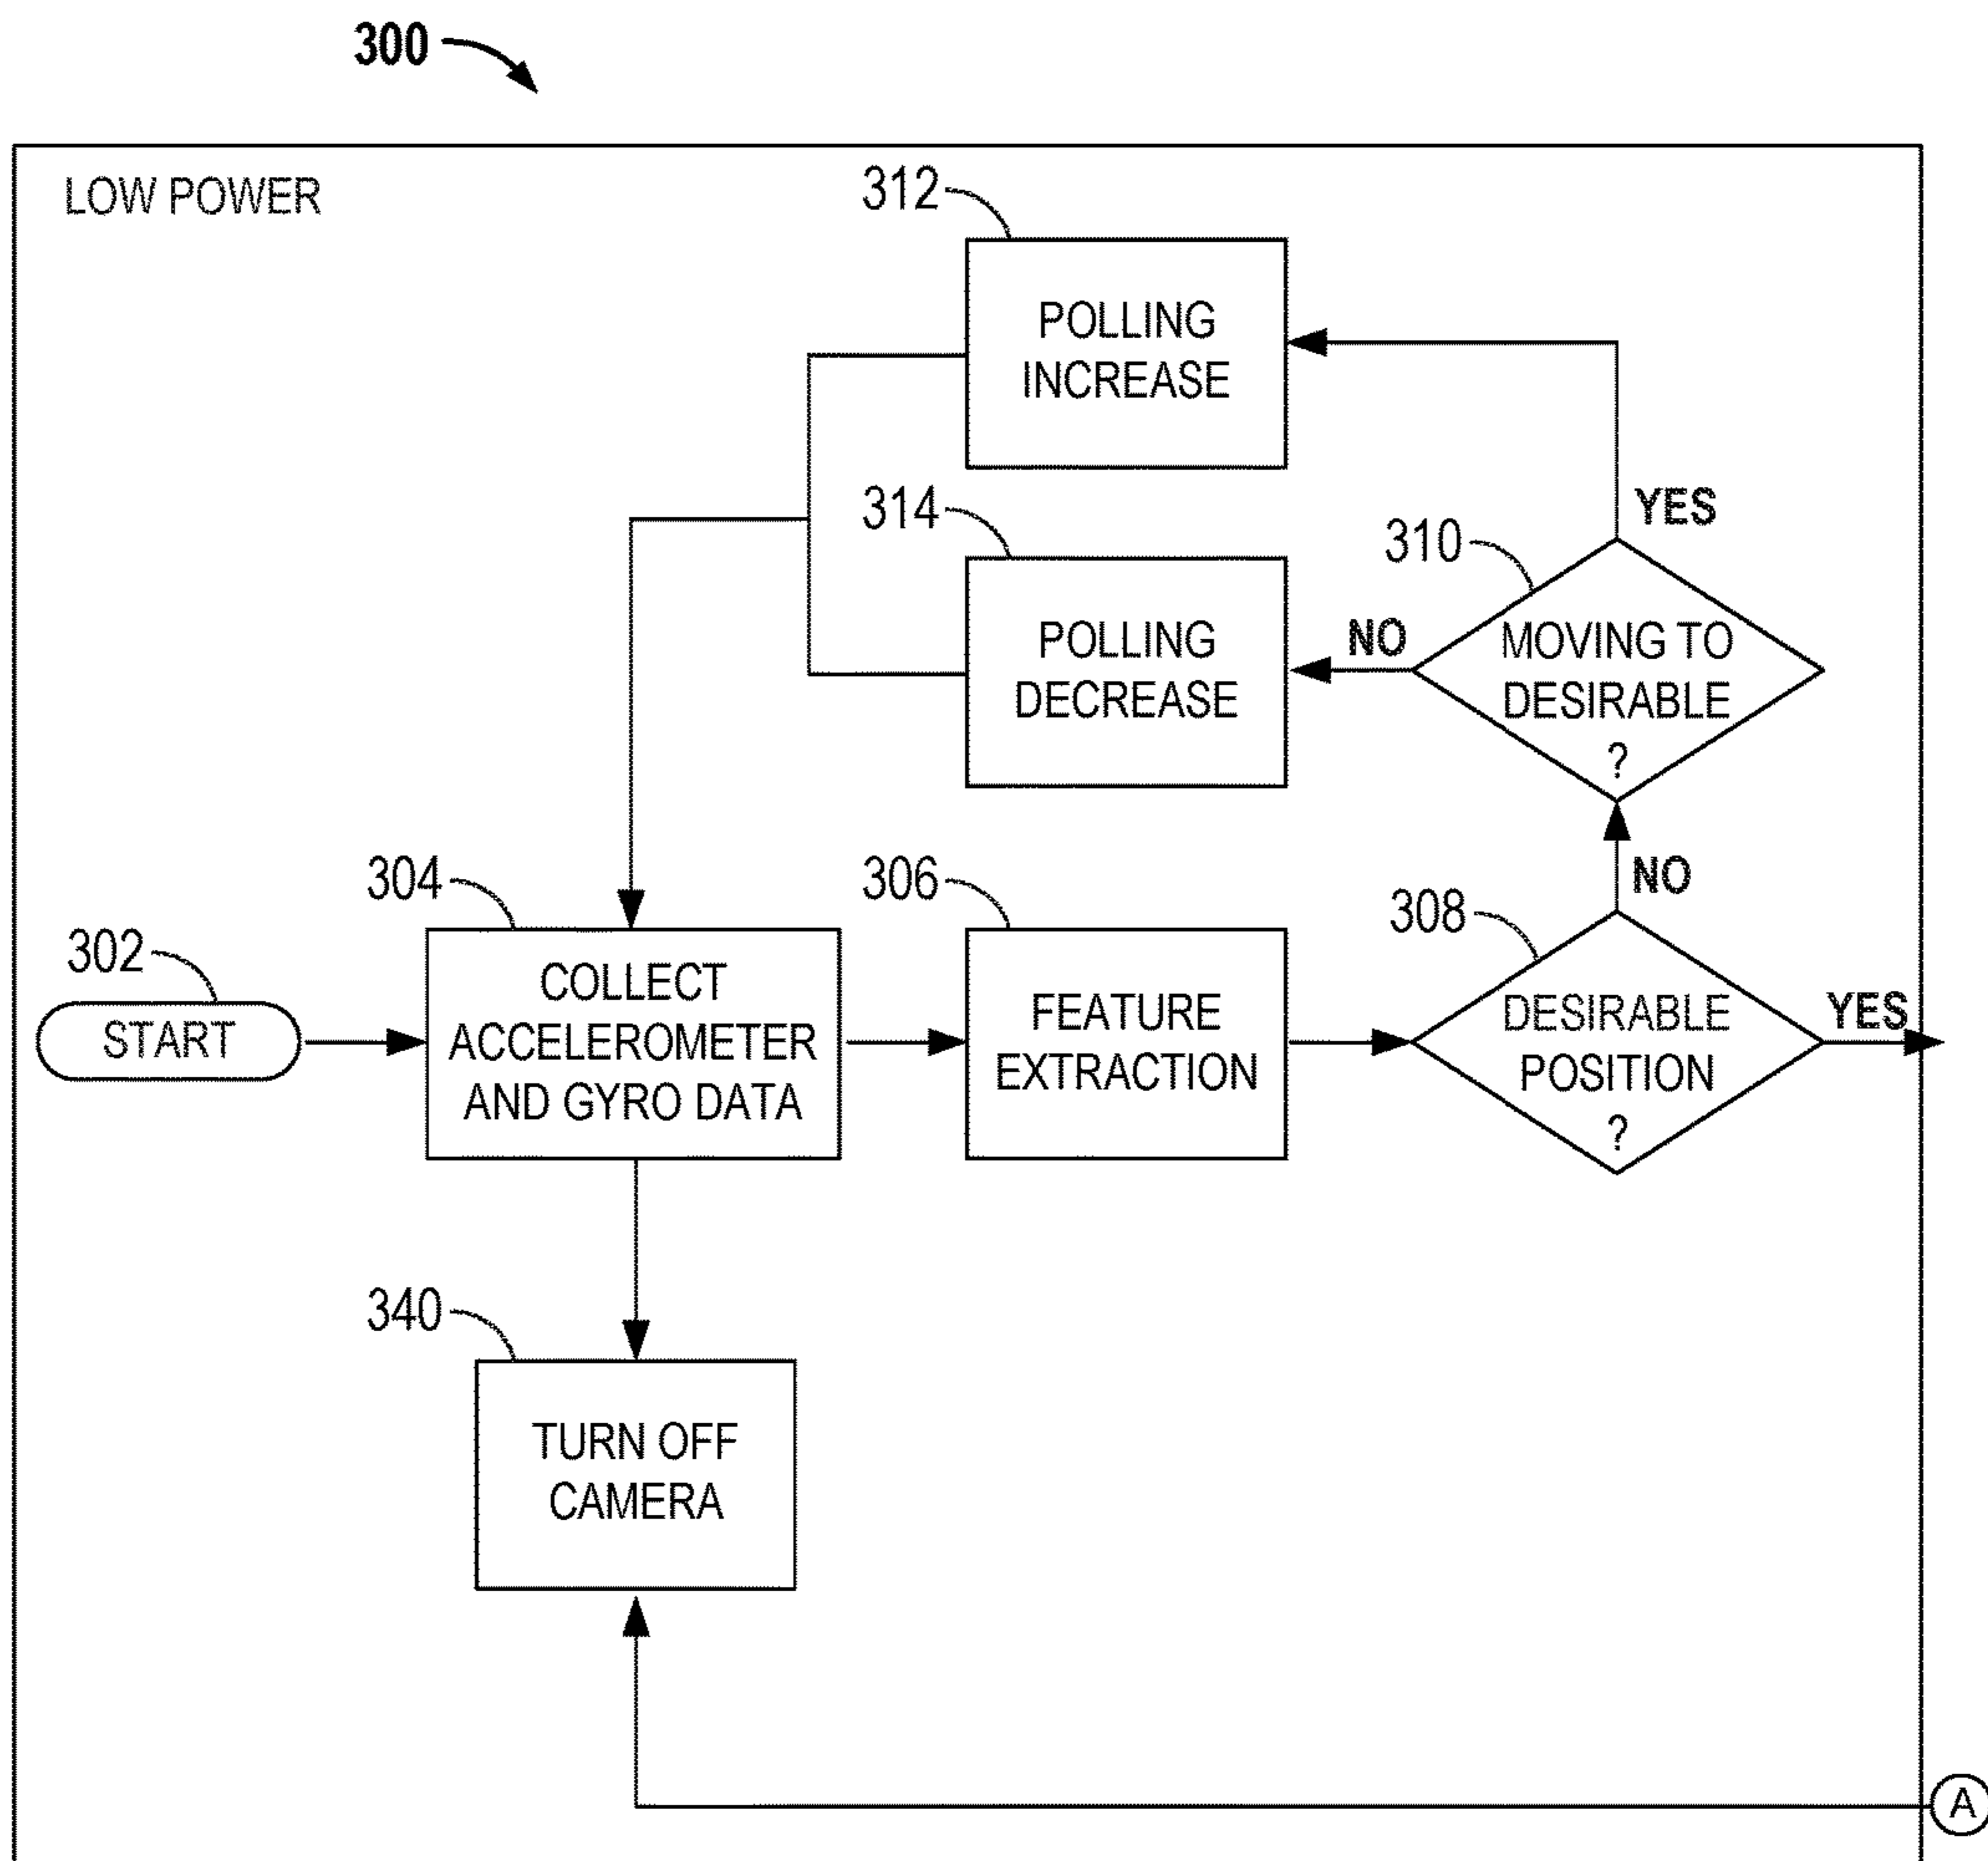 300
LOW POWER
312
POLLING
INCREASE
YES
314
310
POLLING
DECREASE
NO
MOVING TO
DESIRABLE
?
NO
304
306
308
302
START
COLLECT
ACCELEROMETER
AND GYRO DATA
FEATURE
EXTRACTION
DESIRABLE
POSITION
?
YES
340
TURN OFF
CAMERA
A